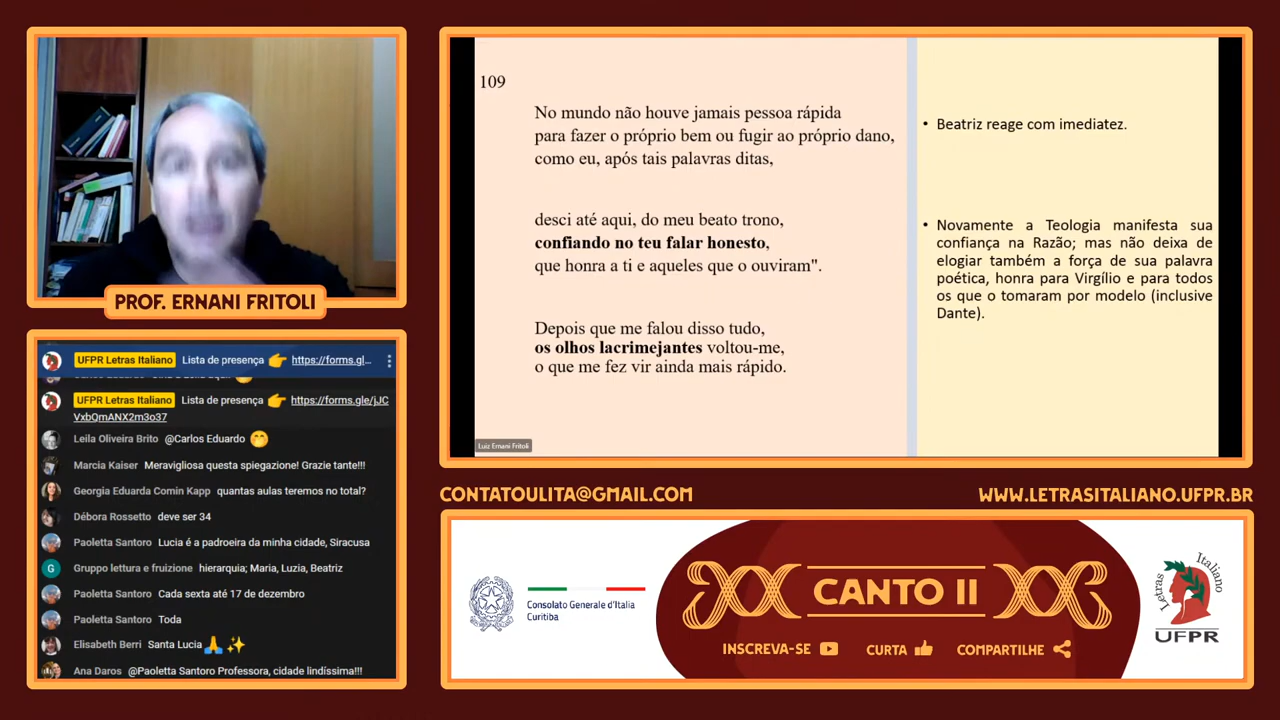 PROF. ERNANI FRITOLI
UFPR Letras Italiano Lista de presença 👉 https://forms.gl...
UFPR Letras Italiano Lista de presença 👉 https://forms.gle/jJC
VxbQmANX2m3o37
Leila Oliveira Brito @Carlos Eduardo 🤭
Marcia Kaiser Meravigliosa questa spiegazione! Grazie tante!!!
Georgia Eduarda Comin Kapp quantas aulas teremos no total?
Débora Rossetto deve ser 34
Paoletta Santoro Lucia é a padroeira da minha cidade, Siracusa
G Gruppo lettura e fruizione hierarquia; Maria, Luzia, Beatriz
Paoletta Santoro Cada sexta até 17 de dezembro
Paoletta Santoro Toda
Elisabeth Berri Santa Lucia 🙏 ✨
Ana Daros @Paoletta Santoro Professora, cidade lindíssima!!!
109
No mundo não houve jamais pessoa rápida
para fazer o próprio bem ou fugir ao próprio dano,
como eu, após tais palavras ditas,
desci até aqui, do meu beato trono,
confiando no teu falar honesto,
que honra a ti e aqueles que o ouviram".
Depois que me falou disso tudo,
os olhos lacrimejantes voltou-me,
o que me fez vir ainda mais rápido.
Luiz Ernani Fritoli
• Beatriz reage com imediatez.
• Novamente a Teologia manifesta sua
confiança na Razão; mas não deixa de
elogiar também a força de sua palavra
poética, honra para Virgílio e para todos
os que o tomaram por modelo (inclusive
Dante).
CONTATOULITA@GMAIL.COM
WWW.LETRASITALIANO.UFPR.BR
Consolato Generale d'Italia
Curitiba
CANTO II
INSCREVA-SE
CURTA
COMPARTILHE
Letras Italiano
UFPR